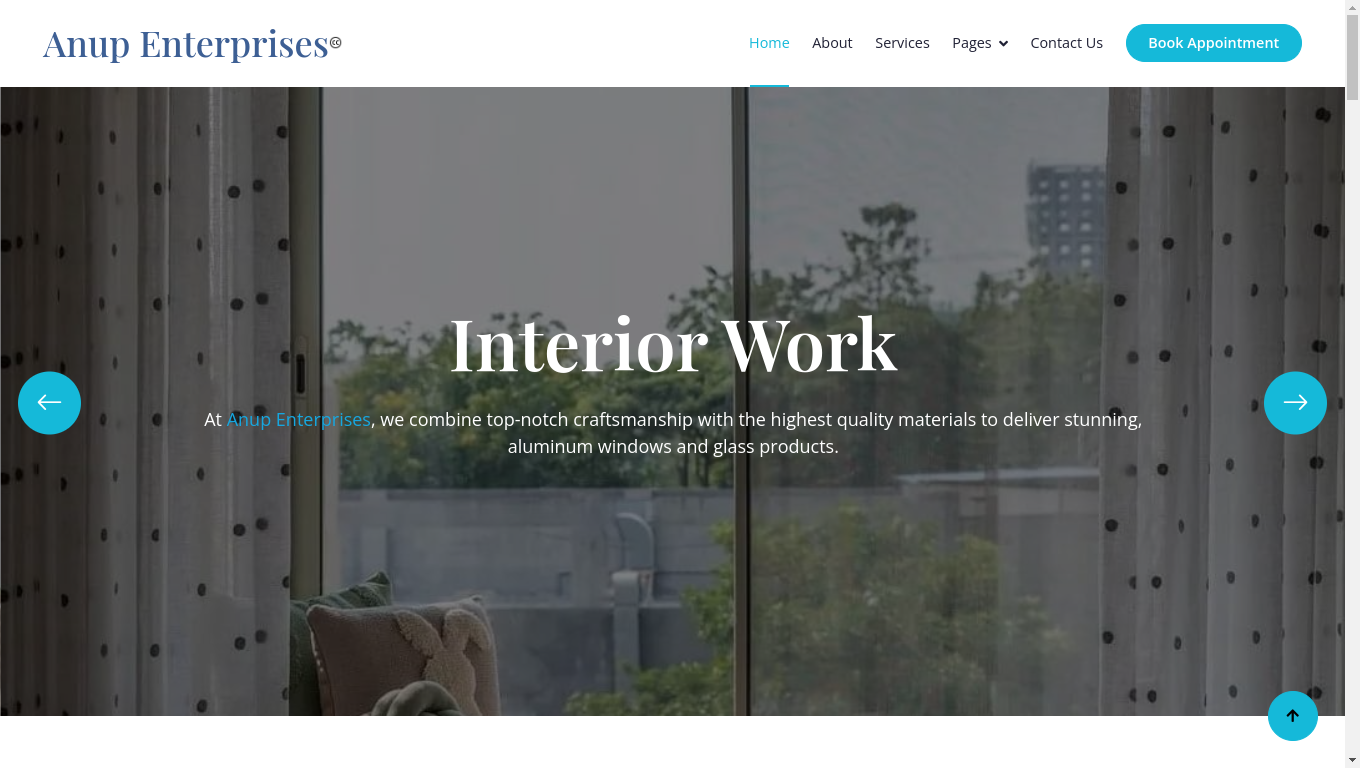 Anup Enterprises©
Home About Services Pages Contact Us Book Appointment
Interior Work
At Anup Enterprises, we combine top-notch craftsmanship with the highest quality materials to deliver stunning,
aluminum windows and glass products.